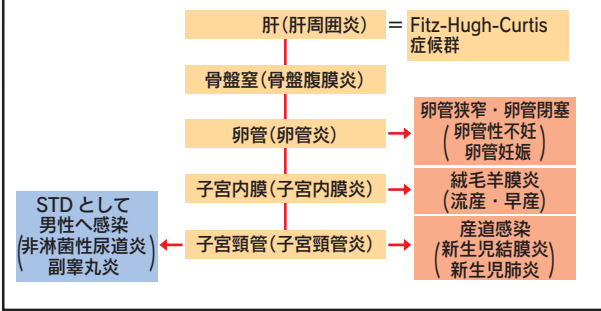 肝(肝周囲炎) = Fitz-Hugh-Curtis
症候群
骨盤窒(骨盤腹膜炎)
卵管(卵管炎)
卵管狭窄・卵管閉塞
(卵管性不妊
卵管妊娠)
子宮内膜(子宮内膜炎)
絨毛羊膜炎
(流産・早産)
STD として
男性へ感染
(非淋菌性尿道炎
副睾丸炎)
子宮頸管(子宮頸管炎)
産道感染
(新生児結膜炎
新生児肺炎)